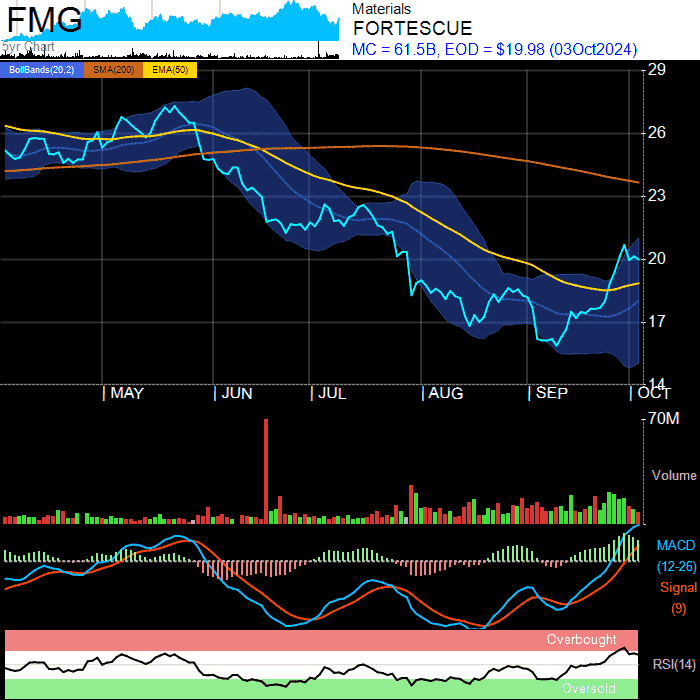 FMG
5yr Chart
Materials
FORTESCUE
MC = 61.5B, EOD = $19.98 (03Oct2024)
BollBands(20,2) SMA(200) EMA(50)
29
26
23
20
17
14
MAY JUN JUL AUG SEP OCT
70M
Volume
MACD
(12-26)
Signal
(9)
Overbought
RSI(14)
Oversold